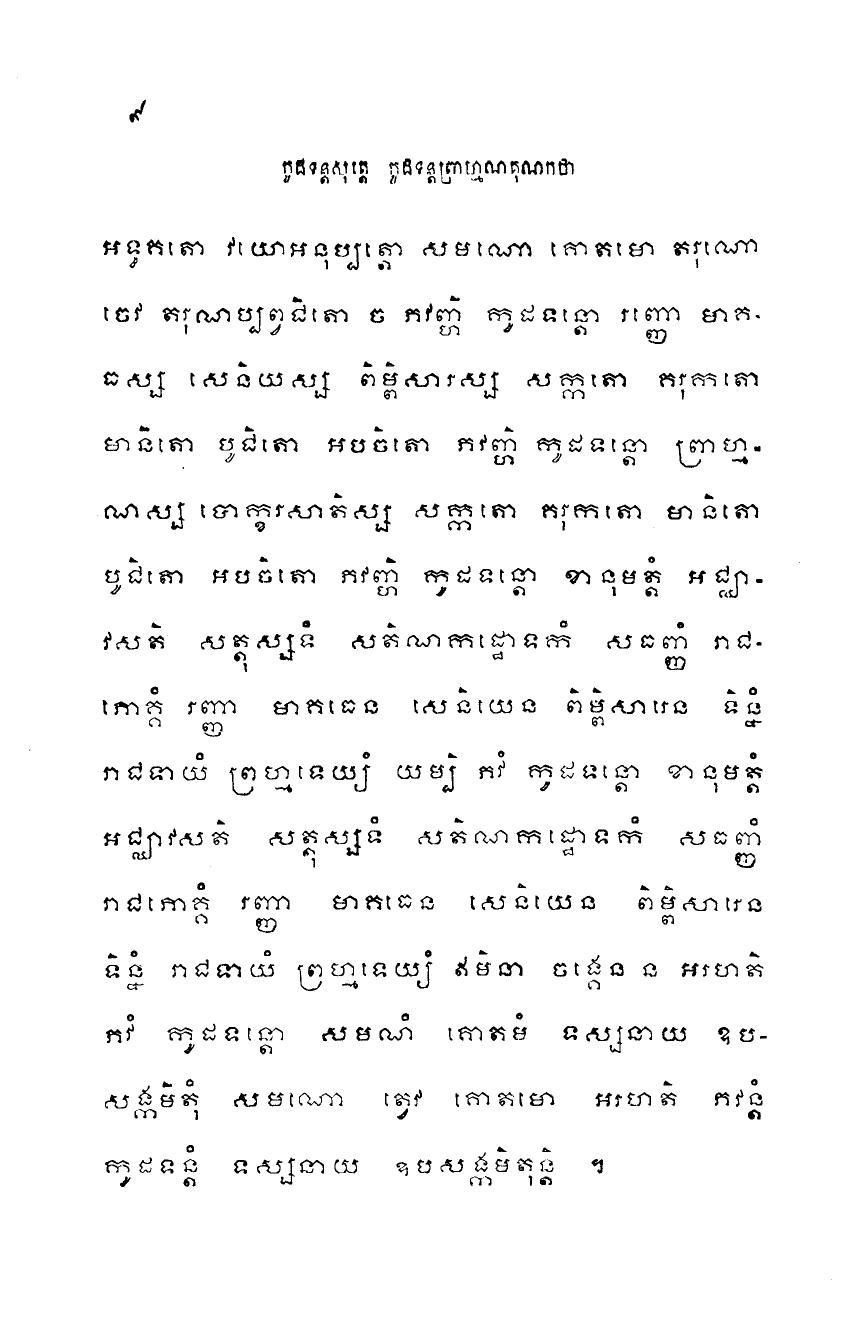 ៩
កូដទន្តសុត្តេ កូដទន្តព្រាហ្មណគុណកថា
អទ្ធគតោ វយោអនុប្បត្តោ សមណោ គោតមោ តរុណោ
ចេវ តរុណប្បព្វជិតោ ច ភវញ្ហិ កូដទន្តោ រញ្ញោ មាគ-
ធស្ស សេនិយស្ស ពិម្ពិសារស្ស សក្កតោ គរុកតោ
មានិតោ បូជិតោ អបចិតោ ភវញ្ហិ កូដទន្តោ ព្រាហ្ម-
ណស្ស បោក្ខរសាតិស្ស សក្កតោ គរុកតោ មានិតោ
បូជិតោ អបចិតោ ភវញ្ហិ កូដទន្តោ ខានុមត្តំ អជ្ឈា-
វសតិ សត្តុស្សទំ សតិណកដ្ឋោទកំ សធញ្ញំ រាជ-
ភោគ្គំ រញ្ញា មាគធេន សេនិយេន ពិម្ពិសារេន ទិន្នំ
រាជទាយំ ព្រហ្មទេយ្យំ យម្បិ ភវំ កូដទន្តោ ខានុមត្តំ
អជ្ឈាវសតិ សត្តុស្សទំ សតិណកដ្ឋោទកំ សធញ្ញំ
រាជភោគ្គំ រញ្ញា មាគធេន សេនិយេន ពិម្ពិសារេន
ទិន្នំ រាជទាយំ ព្រហ្មទេយ្យំ ឥមិនា ចង្គេន ន អរហតិ
ភវំ កូដទន្តោ សមណំ គោតមំ ទស្សនាយ ឧប-
សង្កមិតុំ សមណោ ត្វេវ គោតមោ អរហតិ ភវន្តំ
កូដទន្តំ ទស្សនាយ ឧបសង្កមិតុន្តិ ។